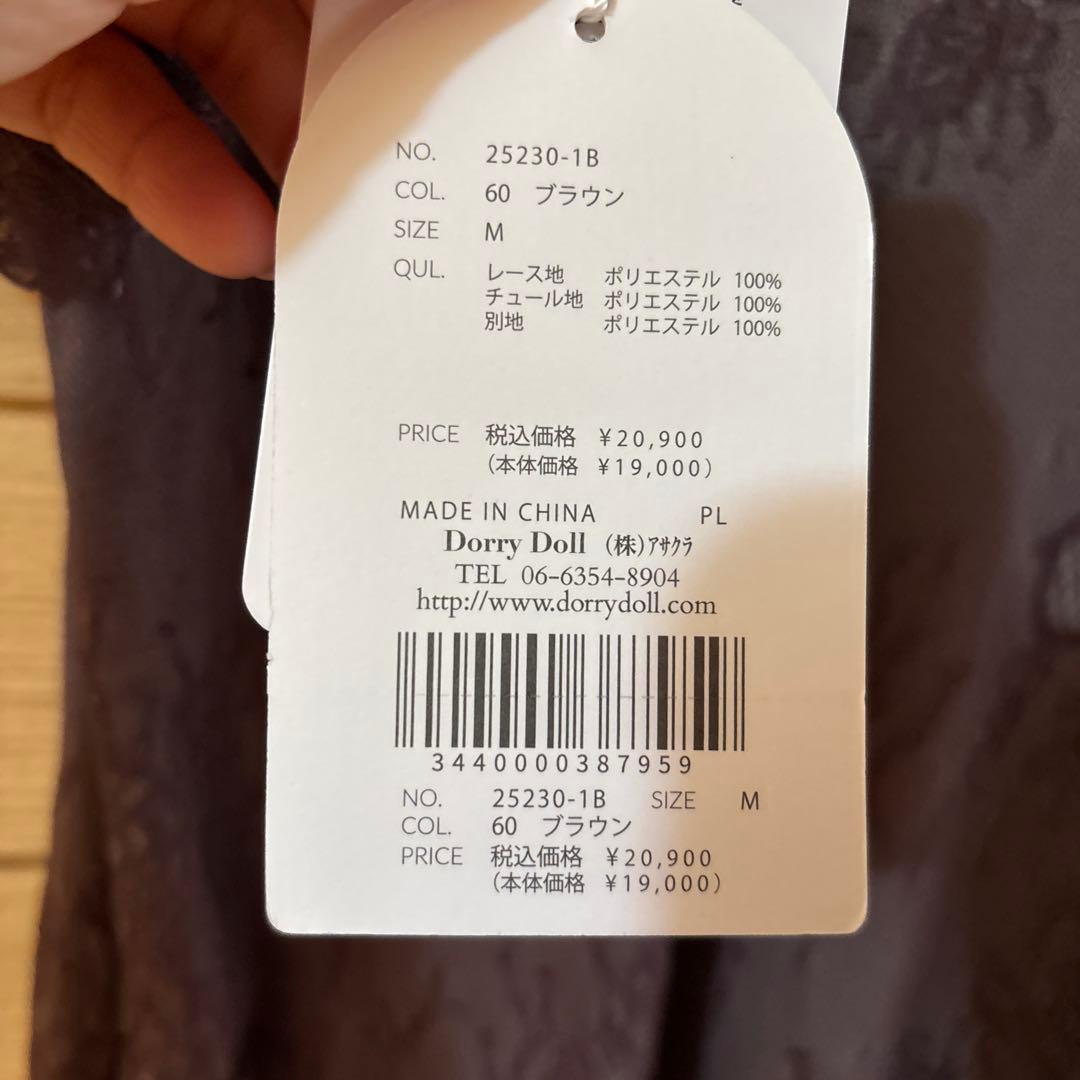 NO. 25230-1B
COL. 60 ブラウン
SIZE M
QUL. レース地 ポリエステル 100%
チュール地 ポリエステル 100%
別地 ポリエステル 100%
PRICE 税込価格 ¥20,900
(本体価格 ¥19,000)
MADE IN CHINA PL
Dorry Doll (株)ｱｻｸﾗ
TEL 06-6354-8904
http://www.dorrydoll.com
3440000387959
NO. 25230-1B SIZE M
COL. 60 ブラウン
PRICE 税込価格 ¥20,900
(本体価格 ¥19,000)